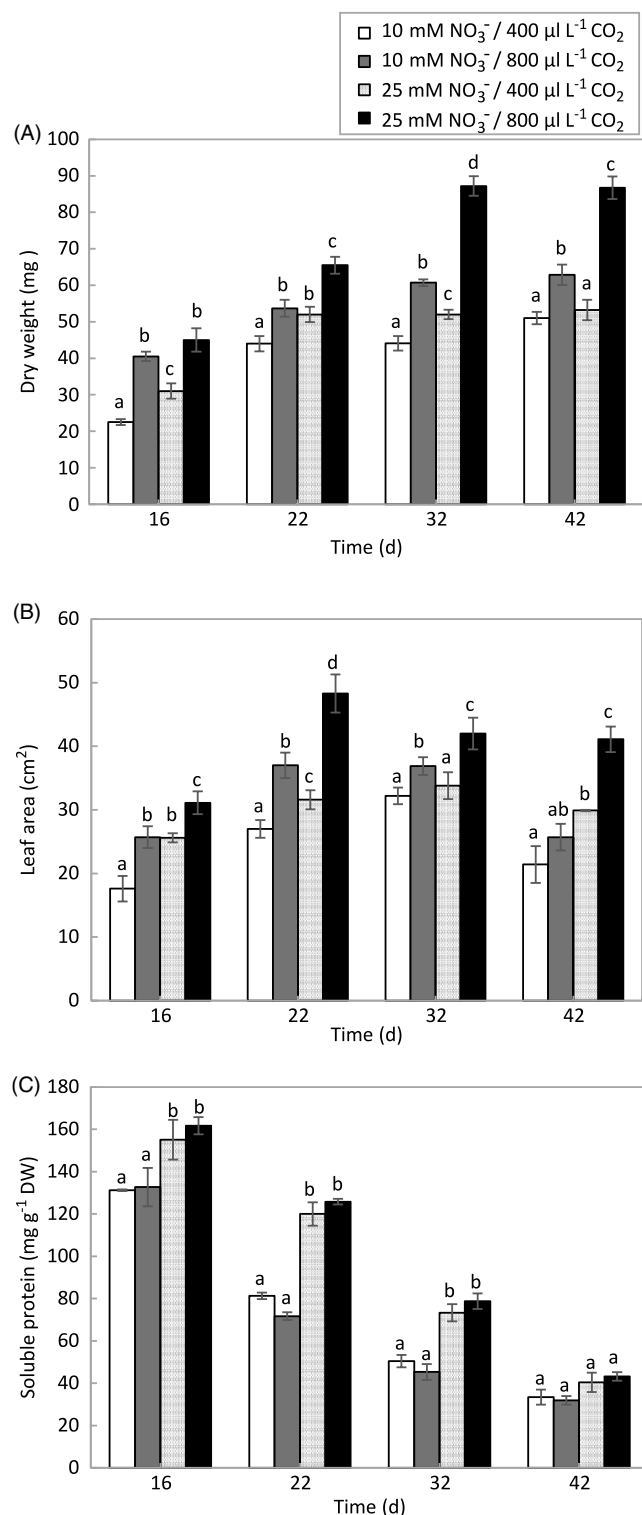 10 mM NO₃⁻ / 400 µl L⁻¹ CO₂
10 mM NO₃⁻ / 800 µl L⁻¹ CO₂
25 mM NO₃⁻ / 400 µl L⁻¹ CO₂
25 mM NO₃⁻ / 800 µl L⁻¹ CO₂
(A)
Dry weight (mg )
100
90
80
70
60
50
40
30
20
10
0
a b c b
a b b c
a b c d
a b a c
16 22 32 42
Time (d)
(B)
Leaf area (cm²)
60
50
40
30
20
10
0
a b b c
a b c d
a b a c
a ab b c
16 22 32 42
Time (d)
(C)
Soluble protein (mg g⁻¹ DW)
180
160
140
120
100
80
60
40
20
0
a a b b
a a b b
a a b b
a a a a
16 22 32 42
Time (d)